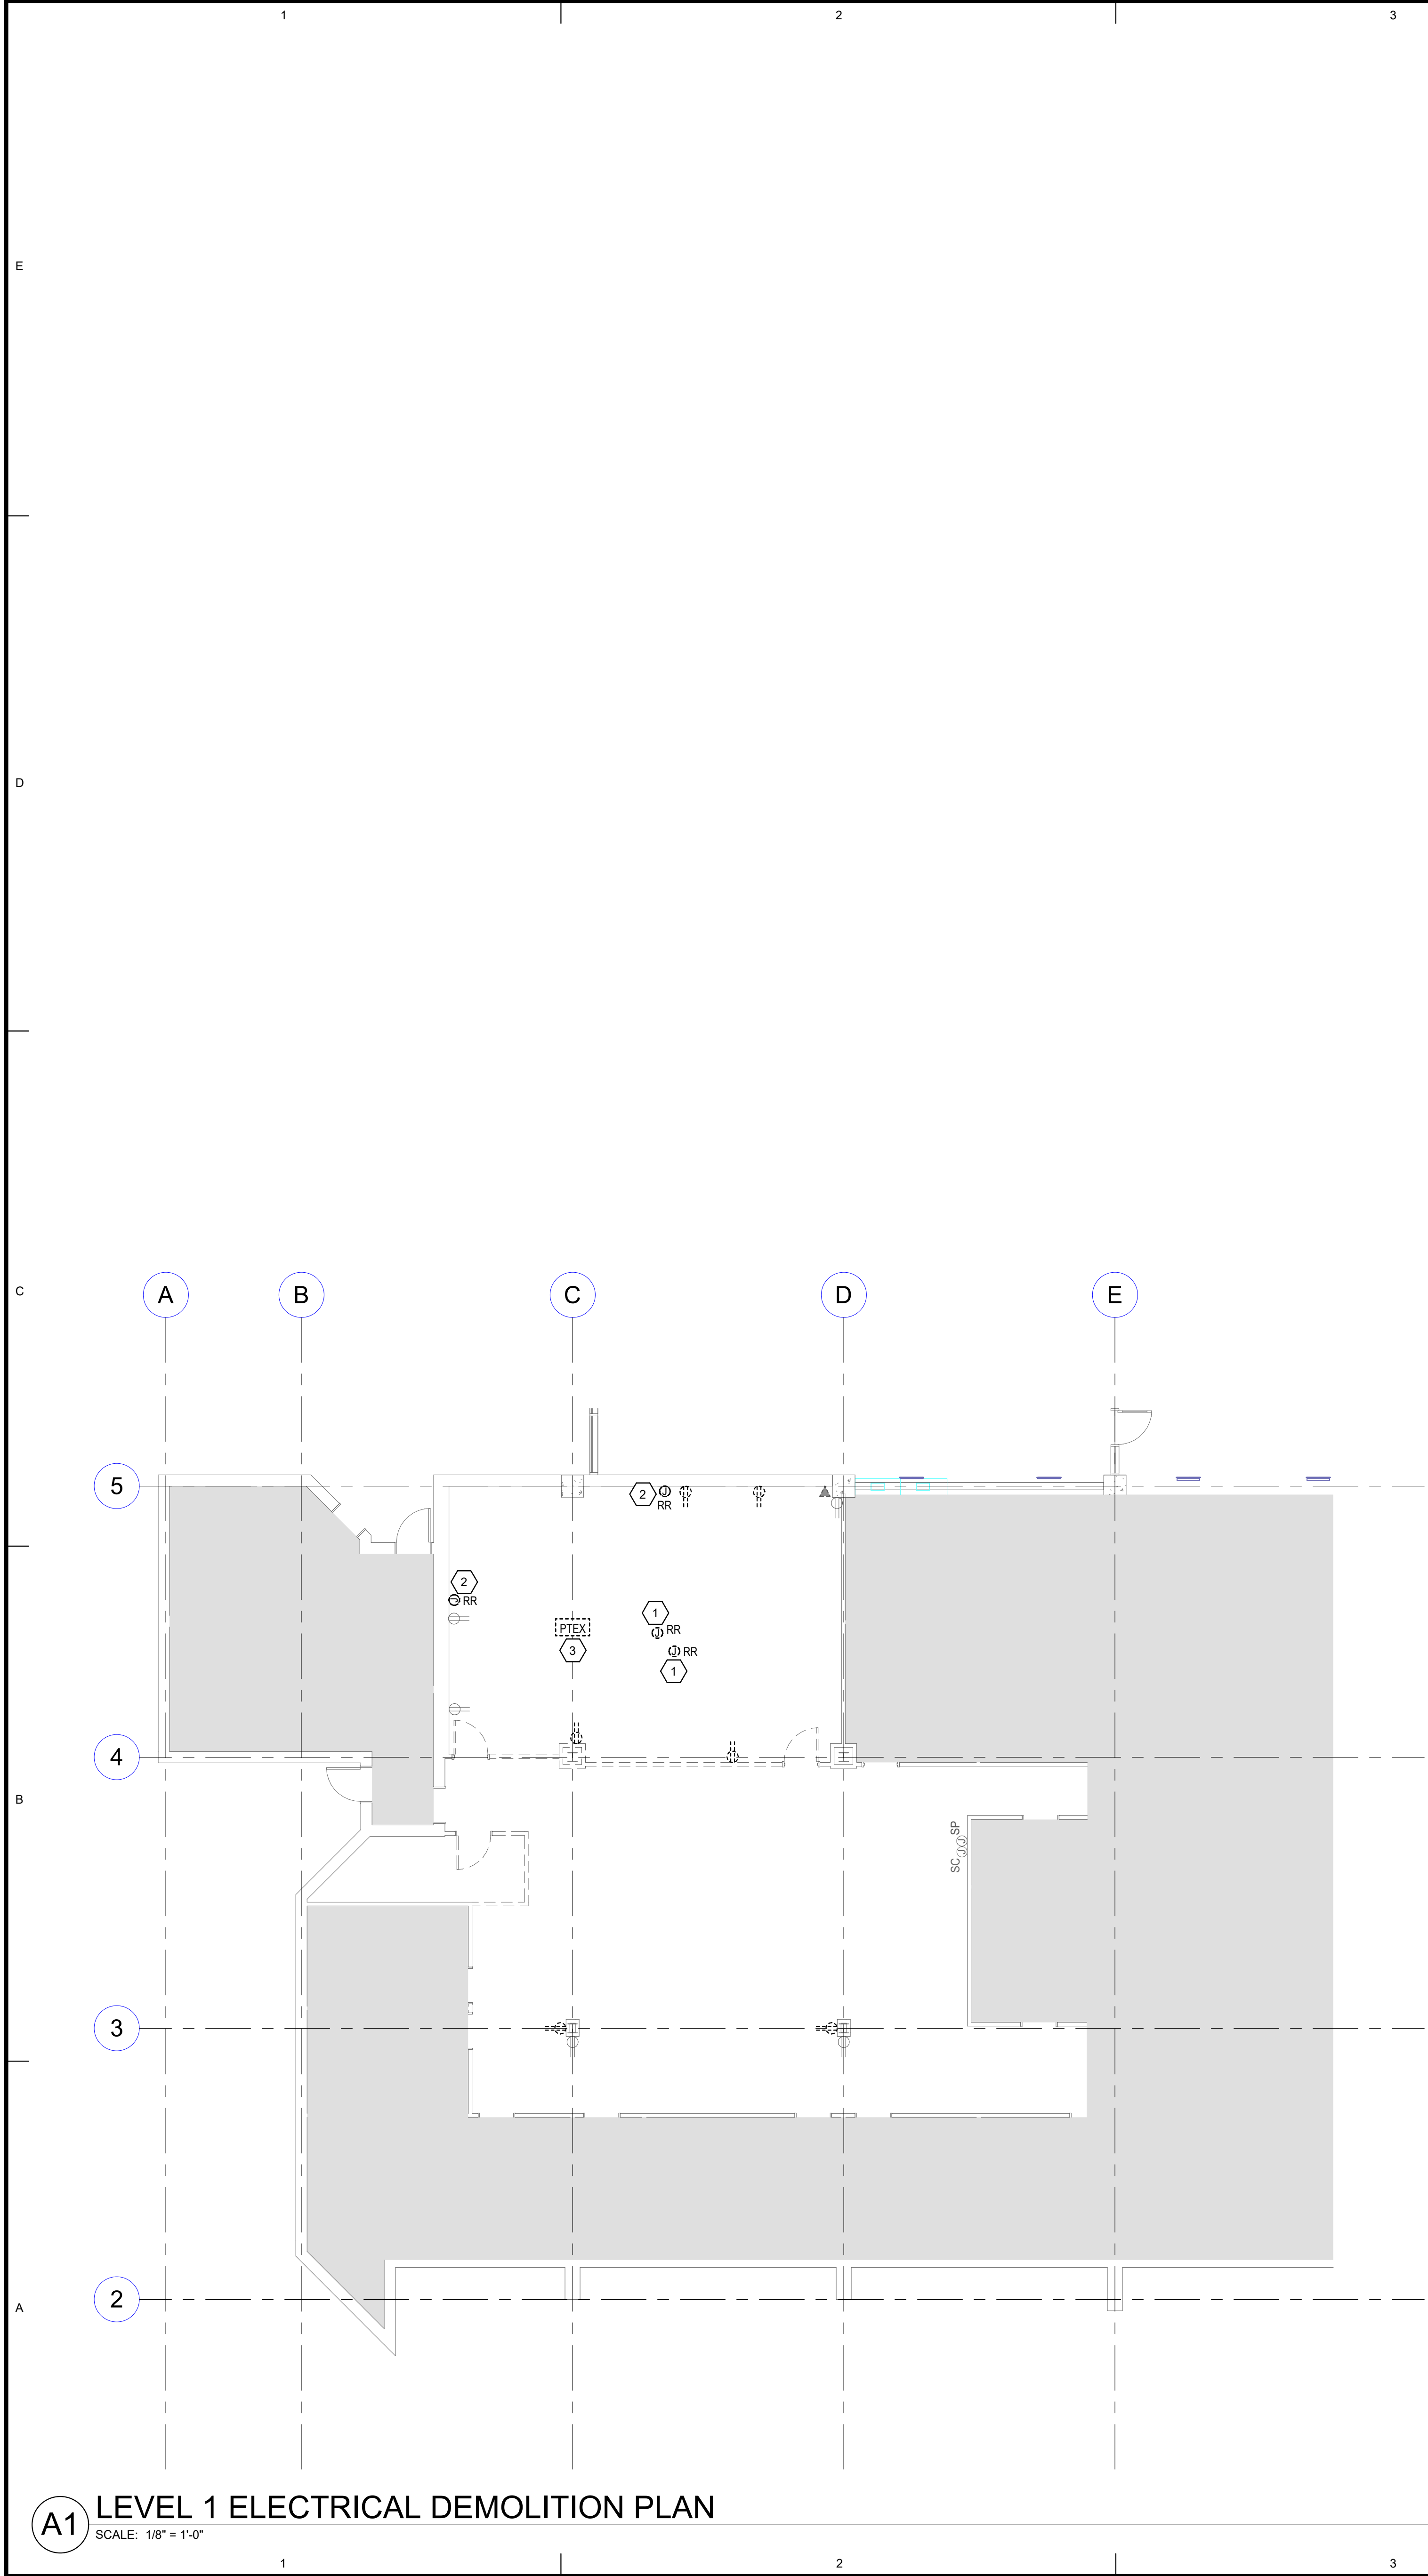 1 2 3
E
D
C
A B C D E
5
2 J
RR
2
J RR
1
PTEX J RR
3 J RR
1
4
B
SP
J
SC J
3
2
A
A1 LEVEL 1 ELECTRICAL DEMOLITION PLAN
SCALE: 1/8" = 1'-0"
1 2 3